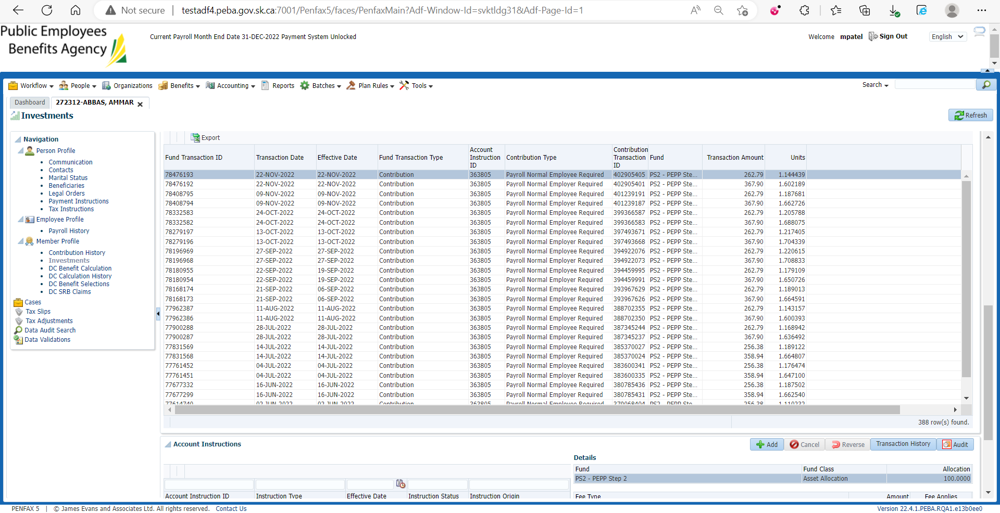 Not secure | testadf4.peba.gov.sk.ca:7001/Penfax5/faces/PenfaxMain?Adf-Window-Id=svktldg31&Adf-Page-Id=1
Public Employees
Benefits Agency
Current Payroll Month End Date 31-DEC-2022 Payment System Unlocked
Welcome mpatel Sign Out English
Workflow People Organizations Benefits Accounting Reports Batches Plan Rules Tools Search
Dashboard 272312-ABBAS, AMMAR
Investments
Refresh
Navigation
Person Profile
Communication
Contacts
Marital Status
Beneficiaries
Legal Orders
Payment Instructions
Tax Instructions
Employee Profile
Payroll History
Member Profile
Contribution History
Investments
DC Benefit Calculation
DC Calculation History
DC Benefit Selections
DC SRB Claims
Cases
Tax Slips
Tax Adjustments
Data Audit Search
Data Validations
Export
Fund Transaction ID Transaction Date Effective Date Fund Transaction Type Account Instruction ID Contribution Type Contribution Transaction ID Fund Transaction Amount Units
78476193 22-NOV-2022 22-NOV-2022 Contribution 363805 Payroll Normal Employee Required 402905405 PS2 - PEPP Ste... 262.79 1.144439
78476192 22-NOV-2022 22-NOV-2022 Contribution 363805 Payroll Normal Employer Required 402905401 PS2 - PEPP Ste... 367.90 1.602189
78408795 09-NOV-2022 09-NOV-2022 Contribution 363805 Payroll Normal Employee Required 401239191 PS2 - PEPP Ste... 262.79 1.187681
78408794 09-NOV-2022 09-NOV-2022 Contribution 363805 Payroll Normal Employer Required 401239187 PS2 - PEPP Ste... 367.90 1.662726
78332583 24-OCT-2022 24-OCT-2022 Contribution 363805 Payroll Normal Employee Required 399366587 PS2 - PEPP Ste... 262.79 1.205788
78332582 24-OCT-2022 24-OCT-2022 Contribution 363805 Payroll Normal Employer Required 399366583 PS2 - PEPP Ste... 367.90 1.688075
78279197 13-OCT-2022 13-OCT-2022 Contribution 363805 Payroll Normal Employee Required 397493671 PS2 - PEPP Ste... 262.79 1.217405
78279196 13-OCT-2022 13-OCT-2022 Contribution 363805 Payroll Normal Employer Required 397493668 PS2 - PEPP Ste... 367.90 1.704339
78196969 27-SEP-2022 27-SEP-2022 Contribution 363805 Payroll Normal Employee Required 394922076 PS2 - PEPP Ste... 262.79 1.220615
78196968 27-SEP-2022 27-SEP-2022 Contribution 363805 Payroll Normal Employer Required 394922073 PS2 - PEPP Ste... 367.90 1.708833
78180955 22-SEP-2022 19-SEP-2022 Contribution 363805 Payroll Normal Employee Required 394459995 PS2 - PEPP Ste... 262.79 1.179109
78180954 22-SEP-2022 19-SEP-2022 Contribution 363805 Payroll Normal Employer Required 394459991 PS2 - PEPP Ste... 367.90 1.650726
78168174 21-SEP-2022 06-SEP-2022 Contribution 363805 Payroll Normal Employee Required 393967629 PS2 - PEPP Ste... 262.79 1.189013
78168173 21-SEP-2022 06-SEP-2022 Contribution 363805 Payroll Normal Employer Required 393967626 PS2 - PEPP Ste... 367.90 1.664591
77962387 11-AUG-2022 11-AUG-2022 Contribution 363805 Payroll Normal Employee Required 388702355 PS2 - PEPP Ste... 262.79 1.143157
77962386 11-AUG-2022 11-AUG-2022 Contribution 363805 Payroll Normal Employer Required 388702350 PS2 - PEPP Ste... 367.90 1.600393
77900288 28-JUL-2022 28-JUL-2022 Contribution 363805 Payroll Normal Employee Required 387345244 PS2 - PEPP Ste... 262.79 1.168942
77900287 28-JUL-2022 28-JUL-2022 Contribution 363805 Payroll Normal Employer Required 387345237 PS2 - PEPP Ste... 367.90 1.636492
77831569 14-JUL-2022 14-JUL-2022 Contribution 363805 Payroll Normal Employee Required 385370027 PS2 - PEPP Ste... 256.38 1.189122
77831568 14-JUL-2022 14-JUL-2022 Contribution 363805 Payroll Normal Employer Required 385370024 PS2 - PEPP Ste... 358.94 1.664807
77761452 04-JUL-2022 04-JUL-2022 Contribution 363805 Payroll Normal Employee Required 383600341 PS2 - PEPP Ste... 256.38 1.176474
77761451 04-JUL-2022 04-JUL-2022 Contribution 363805 Payroll Normal Employer Required 383600335 PS2 - PEPP Ste... 358.94 1.647100
77677332 16-JUN-2022 16-JUN-2022 Contribution 363805 Payroll Normal Employee Required 380785436 PS2 - PEPP Ste... 256.38 1.187502
77677299 16-JUN-2022 16-JUN-2022 Contribution 363805 Payroll Normal Employer Required 380785431 PS2 - PEPP Ste... 358.94 1.662540
77614740 02-JUN-2022 02-JUN-2022 Contribution 363805 Payroll Normal Employee Required 379068404 PS2 - PEPP Ste... 256.38 1.110232
388 row(s) found.
Account Instructions
Add Cancel Reverse Transaction History Audit
Details
Fund Fund Class Allocation
PS2 - PEPP Step 2 Asset Allocation 100.0000
Account Instruction ID Instruction Type Effective Date Instruction Status Instruction Origin
Fee Type Amount Fee Applies
PENFAX 5 | © James Evans and Associates Ltd. All rights reserved. Contact Us
Version 22.4.1.PEBA.RQA1.e13b0ee0